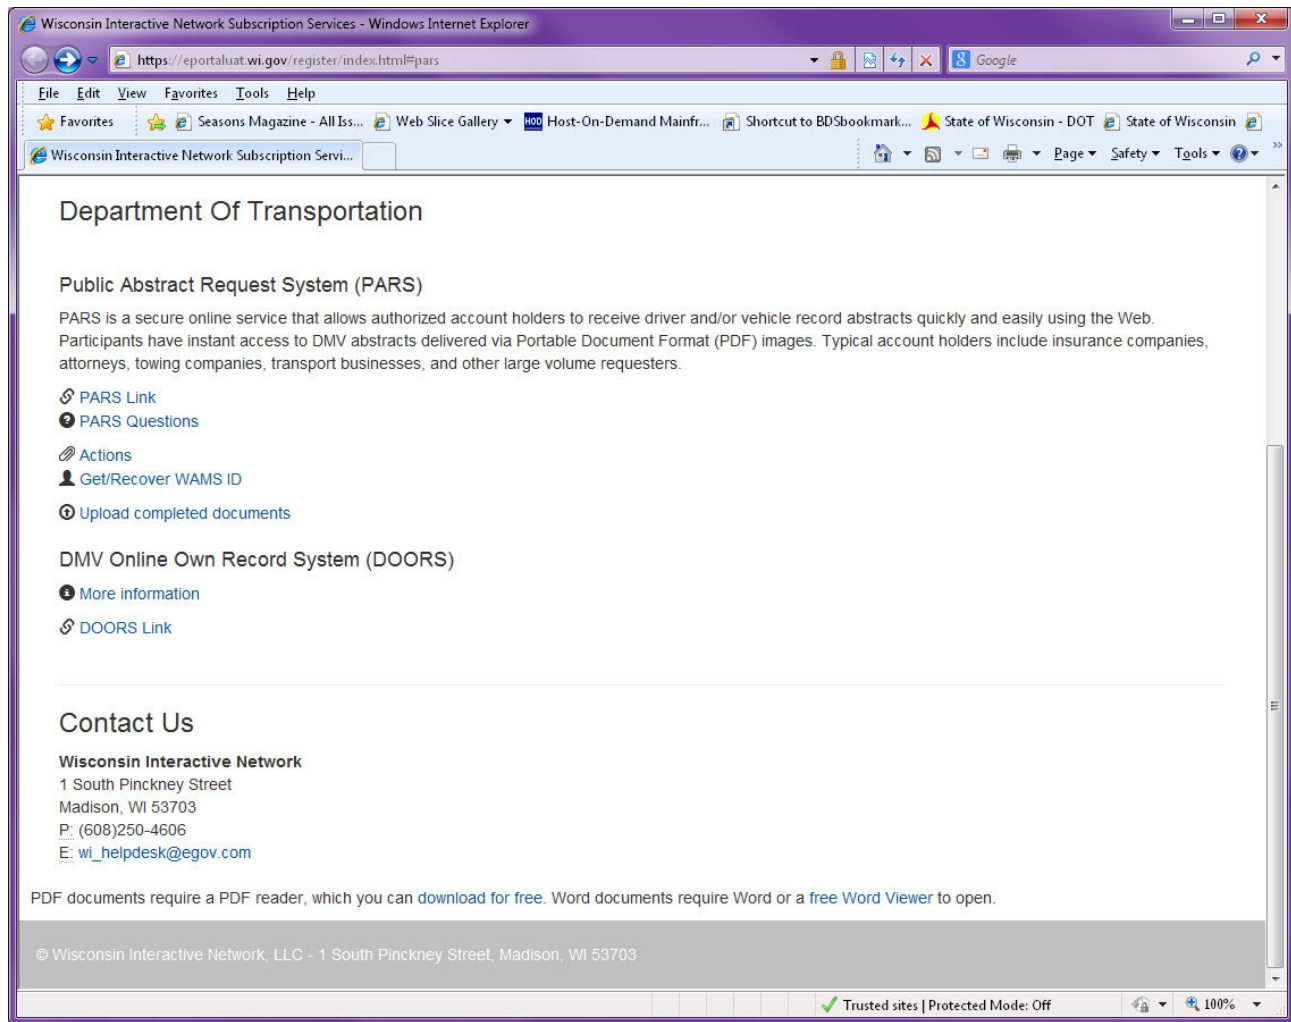 Wisconsin Interactive Network Subscription Services - Windows Internet Explorer
https://eportaluat.wi.gov/register/index.html#pars
Google
File Edit View Favorites Tools Help
Favorites Seasons Magazine - All Iss... Web Slice Gallery HOD Host-On-Demand Mainfr... Shortcut to BDSbookmark... State of Wisconsin - DOT State of Wisconsin
Wisconsin Interactive Network Subscription Servi... Page Safety Tools
Department Of Transportation
Public Abstract Request System (PARS)
PARS is a secure online service that allows authorized account holders to receive driver and/or vehicle record abstracts quickly and easily using the Web.
Participants have instant access to DMV abstracts delivered via Portable Document Format (PDF) images. Typical account holders include insurance companies,
attorneys, towing companies, transport businesses, and other large volume requesters.
PARS Link
PARS Questions
Actions
Get/Recover WAMS ID
Upload completed documents
DMV Online Own Record System (DOORS)
More information
DOORS Link
Contact Us
Wisconsin Interactive Network
1 South Pinckney Street
Madison, WI 53703
P: (608)250-4606
E: wi_helpdesk@egov.com
PDF documents require a PDF reader, which you can download for free. Word documents require Word or a free Word Viewer to open.
© Wisconsin Interactive Network, LLC - 1 South Pinckney Street, Madison, WI 53703
Trusted sites | Protected Mode: Off 100%